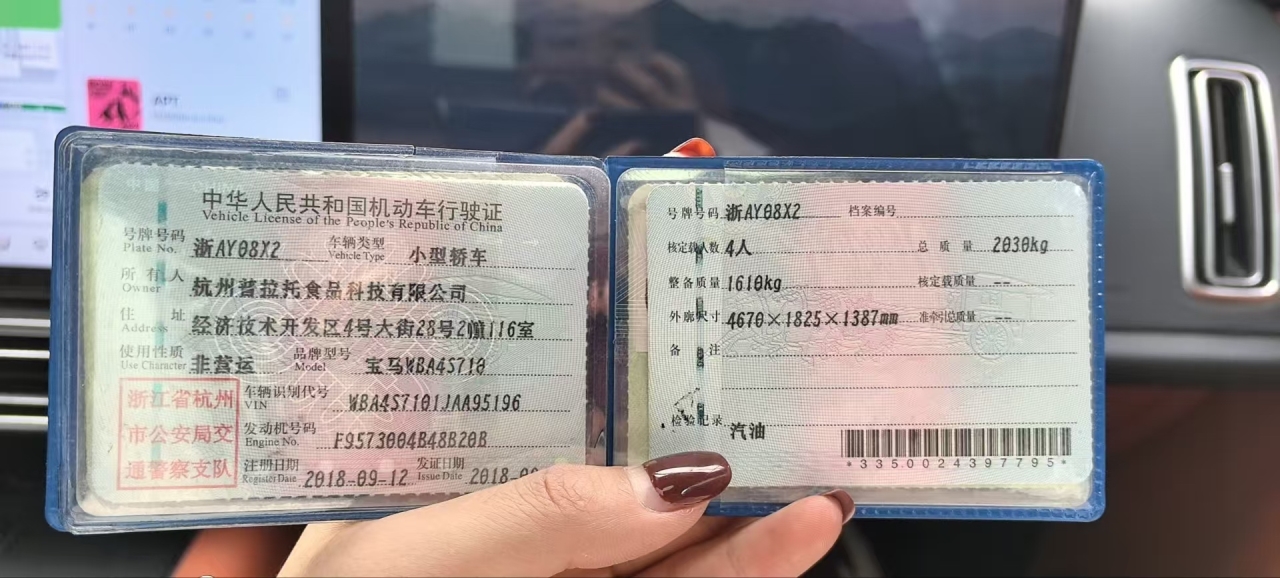 中华人民共和国机动车行驶证
Vehicle License of the People's Republic of China
号牌号码 浙AY08X2 车辆类型 小型轿车
Plate No. Vehicle Type
所有人 杭州普拉托食品科技有限公司
Owner
住址 经济技术开发区4号大街28号2幢116室
Address
使用性质 非营运 品牌型号 宝马WBA4S710
Use Character Model
浙江省杭州
市公安局交
通警察支队
车辆识别代号 WBA4S7101JAA95196
VIN
发动机号码 F9573004B48B20B
Engine No.
注册日期 2018-09-12 发证日期 2018-
Register Date Issue Date
号牌号码 浙AY08X2 档案编号
核定载人数 4人 总质量 2030kg
整备质量 1610kg 核定载质量 --
外廓尺寸 4670×1825×1387mm 准牵引总质量 --
备注
检验记录 汽油
*3350024397795*